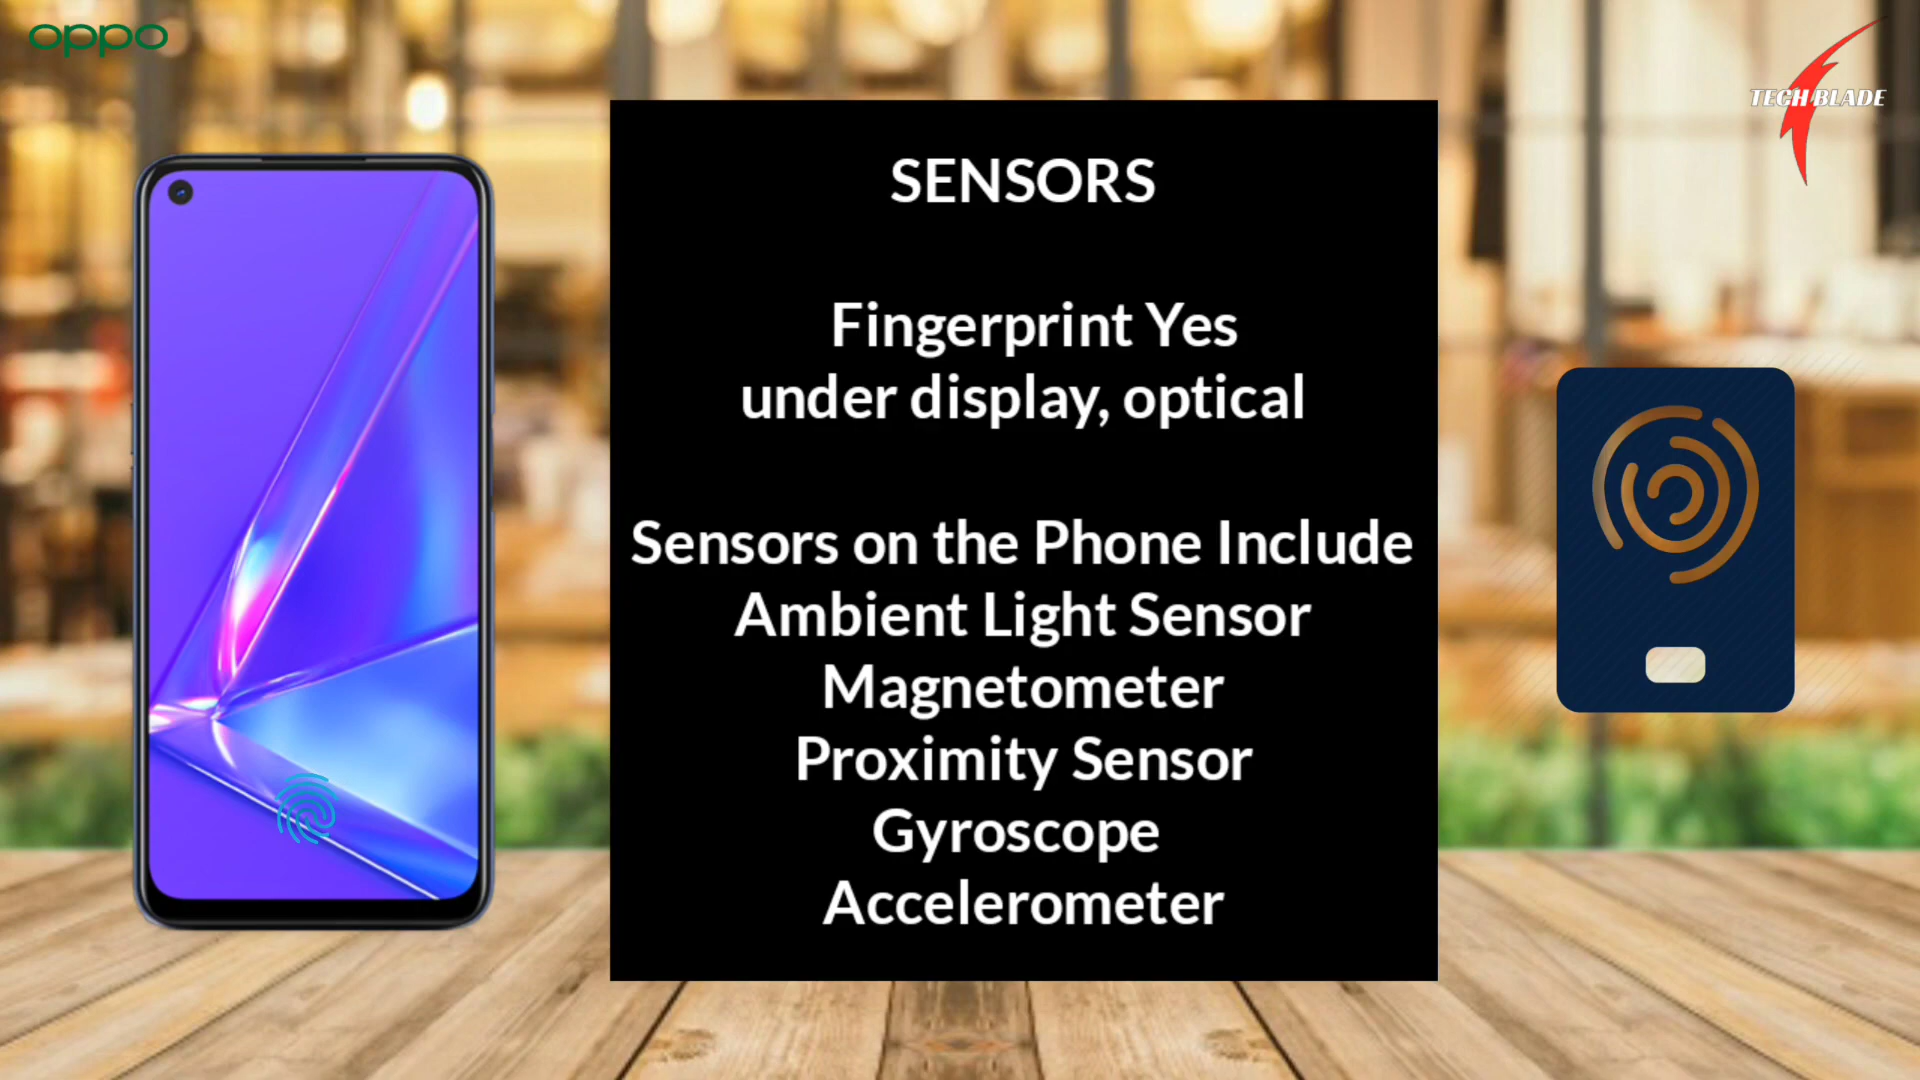 oppo
TECH BLADE
SENSORS
Fingerprint Yes
under display, optical
Sensors on the Phone Include
Ambient Light Sensor
Magnetometer
Proximity Sensor
Gyroscope
Accelerometer